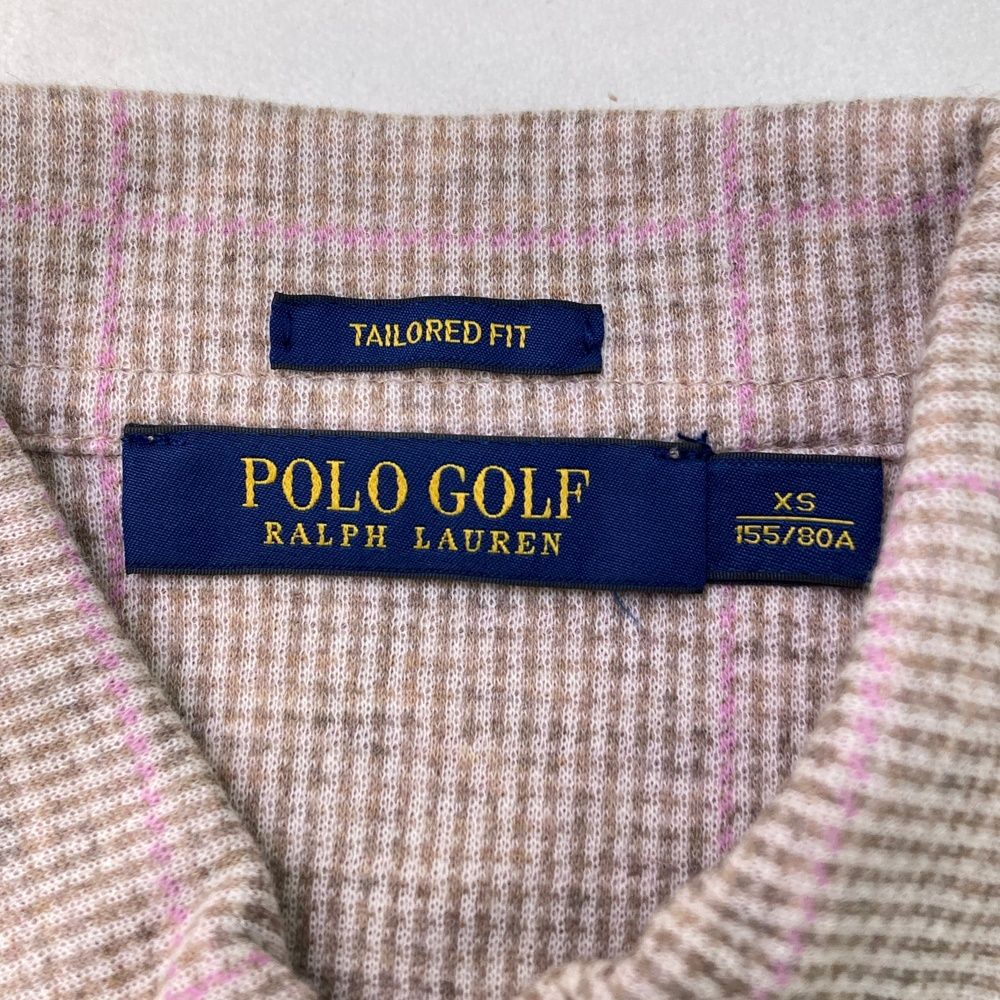 TAILORED FIT
POLO GOLF
RALPH LAUREN
XS
155/80A